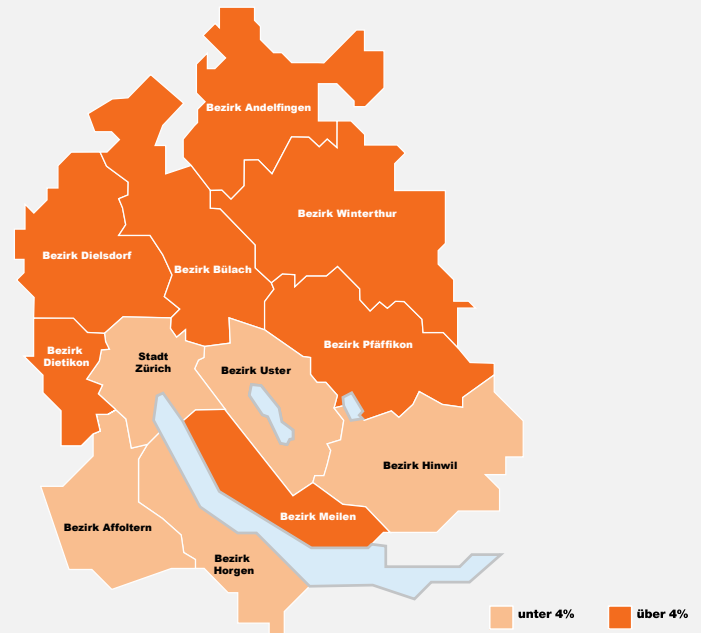 Bezirk Andelfingen
Bezirk Winterthur
Bezirk Dielsdorf
Bezirk Bülach
Bezirk Pfäffikon
Bezirk
Dietikon
Stadt
Zürich
Bezirk Uster
Bezirk Hinwil
Bezirk Meilen
Bezirk Affoltern
Bezirk
Horgen
unter 4%
über 4%